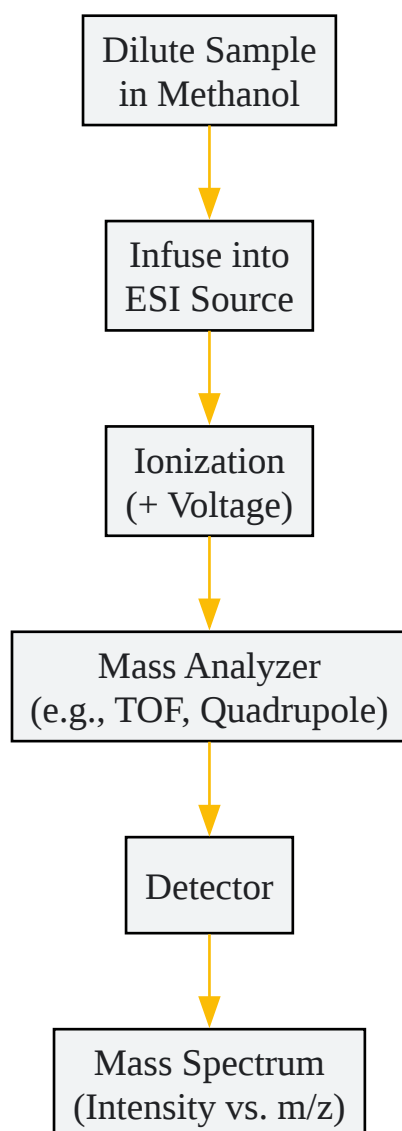 Dilute Sample
in Methanol
Infuse into
ESI Source
Ionization
(+ Voltage)
Mass Analyzer
(e.g., TOF, Quadrupole)
Detector
Mass Spectrum
(Intensity vs. m/z)